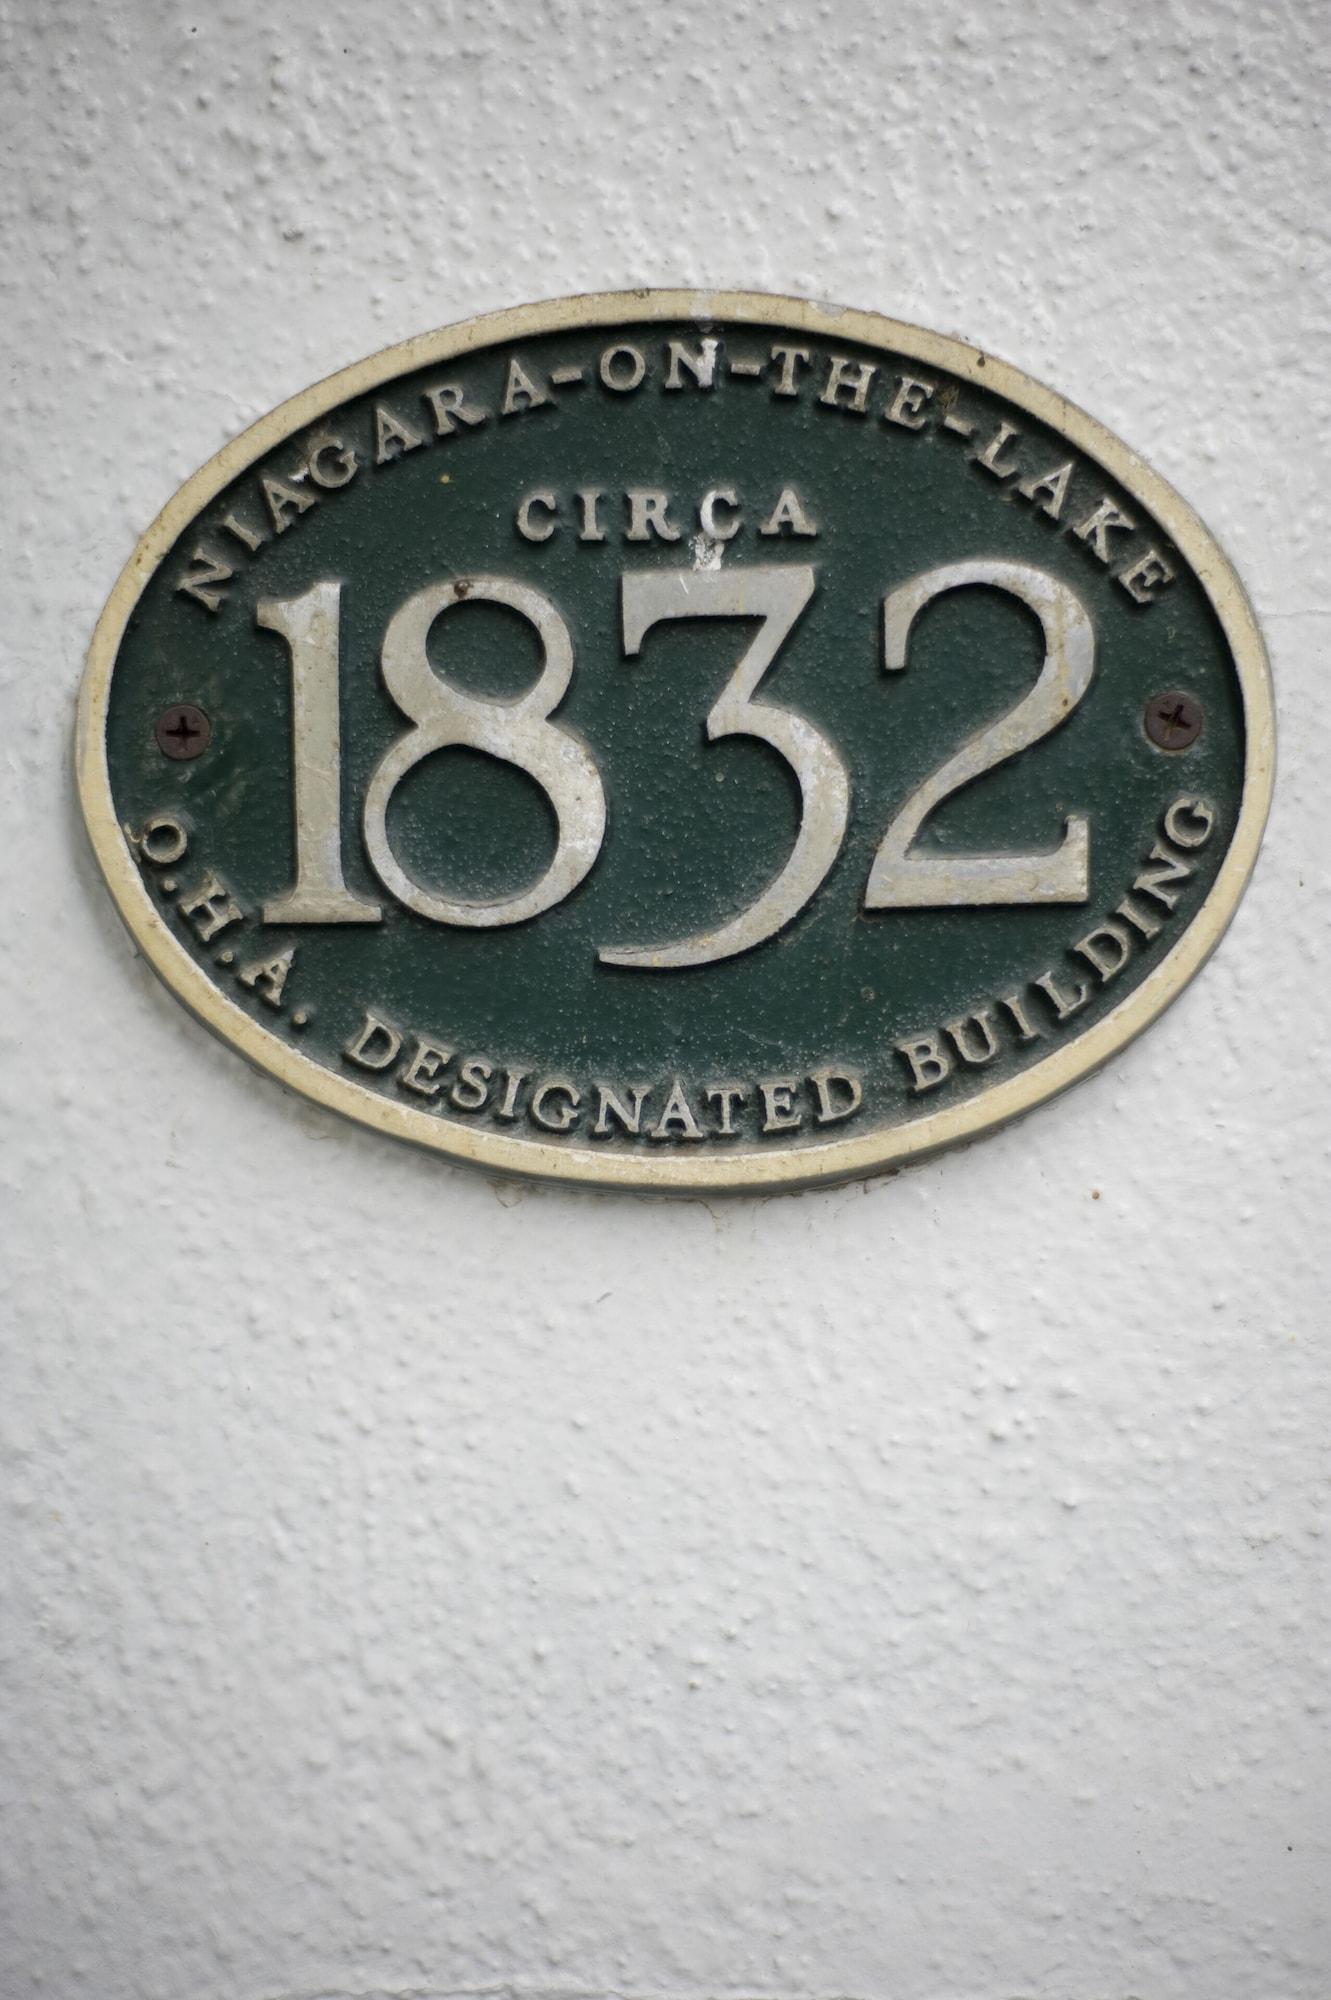 NIAGARA-ON-THE-LAKE
CIRCA
1832
O.H.A. DESIGNATED BUILDING